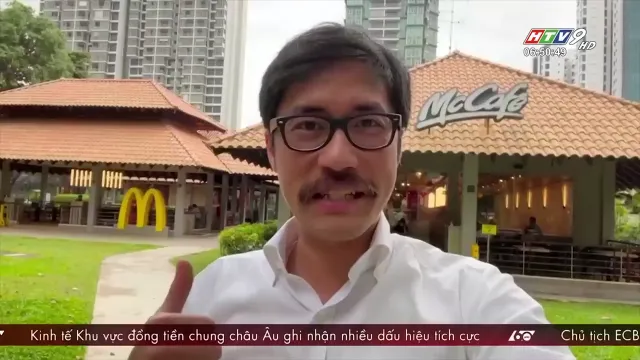 HTV9 HD
06:50:49
McCafé
Kinh tế Khu vực đồng tiền chung châu Âu ghi nhận nhiều dấu hiệu tích cực
60
Chủ tịch ECB